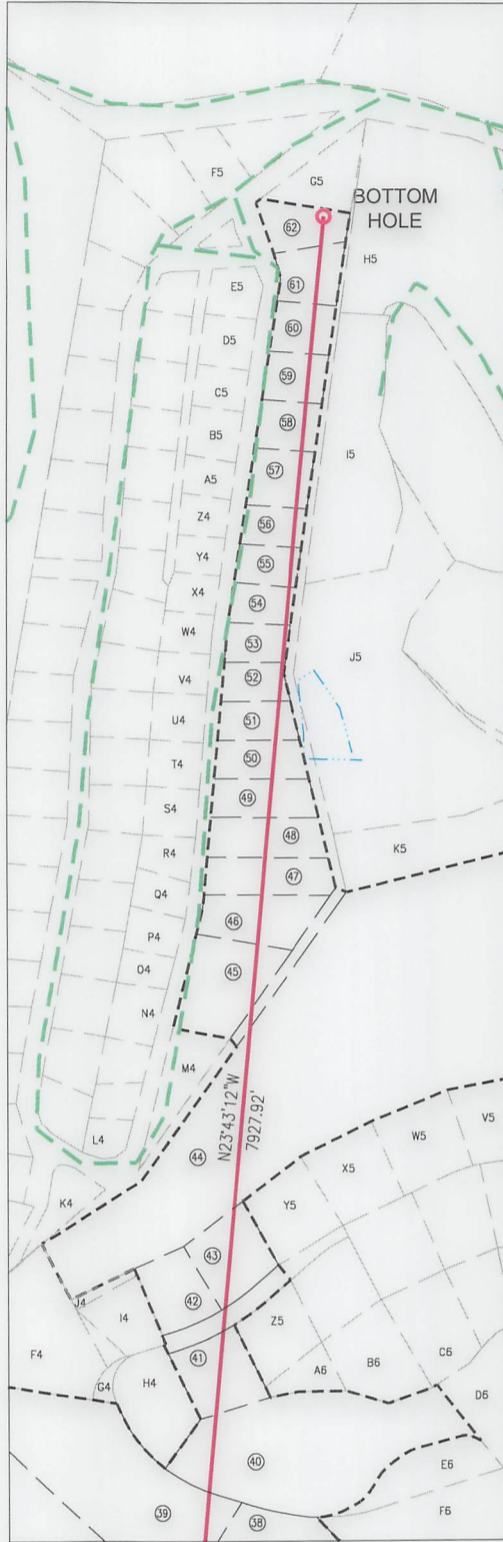 F5
G5
BOTTOM
HOLE
62
H5
61
E5
60
D5
59
C5
58
B5
I5
57
A5
Z4
56
Y4
55
X4
54
W4
53
J5
V4
52
U4
51
T4
50
S4
49
R4
48
K5
47
Q4
46
P4
O4
45
N4
M4
N23°43'12"W
7927.92'
L4
44
V5
W5
X5
K4
Y5
43
42
J4
I4
Z5
41
F4
C6
B6
A6
G4
H4
D6
40
E6
F6
39
38